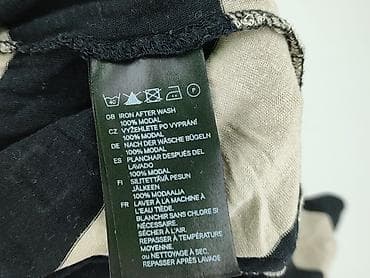 GB IRON AFTER WASH
100% MODAL
CZ VYŽEHLETE PO VYPRÁNÍ
100% MODAL
DE NACH DER WÄSCHE BÜGELN
100% MODAL
ES PLANCHAR DESPUÉS DEL
LAVADO
100% MODAL
FI SILITETTÄVÄ PESUN
JÄLKEEN
100% MODAALIA
FR LAVER À LA MACHINE À
L'EAU TIÈDE.
BLANCHIR SANS CHLORE SI
NÉCESSAIRE.
SÉCHER À L'AIR.
REPASSER À TEMPÉRATURE
MOYENNE.
ou NETTOYAGE À SEC.
REPASSER APRÈS LAVAGE